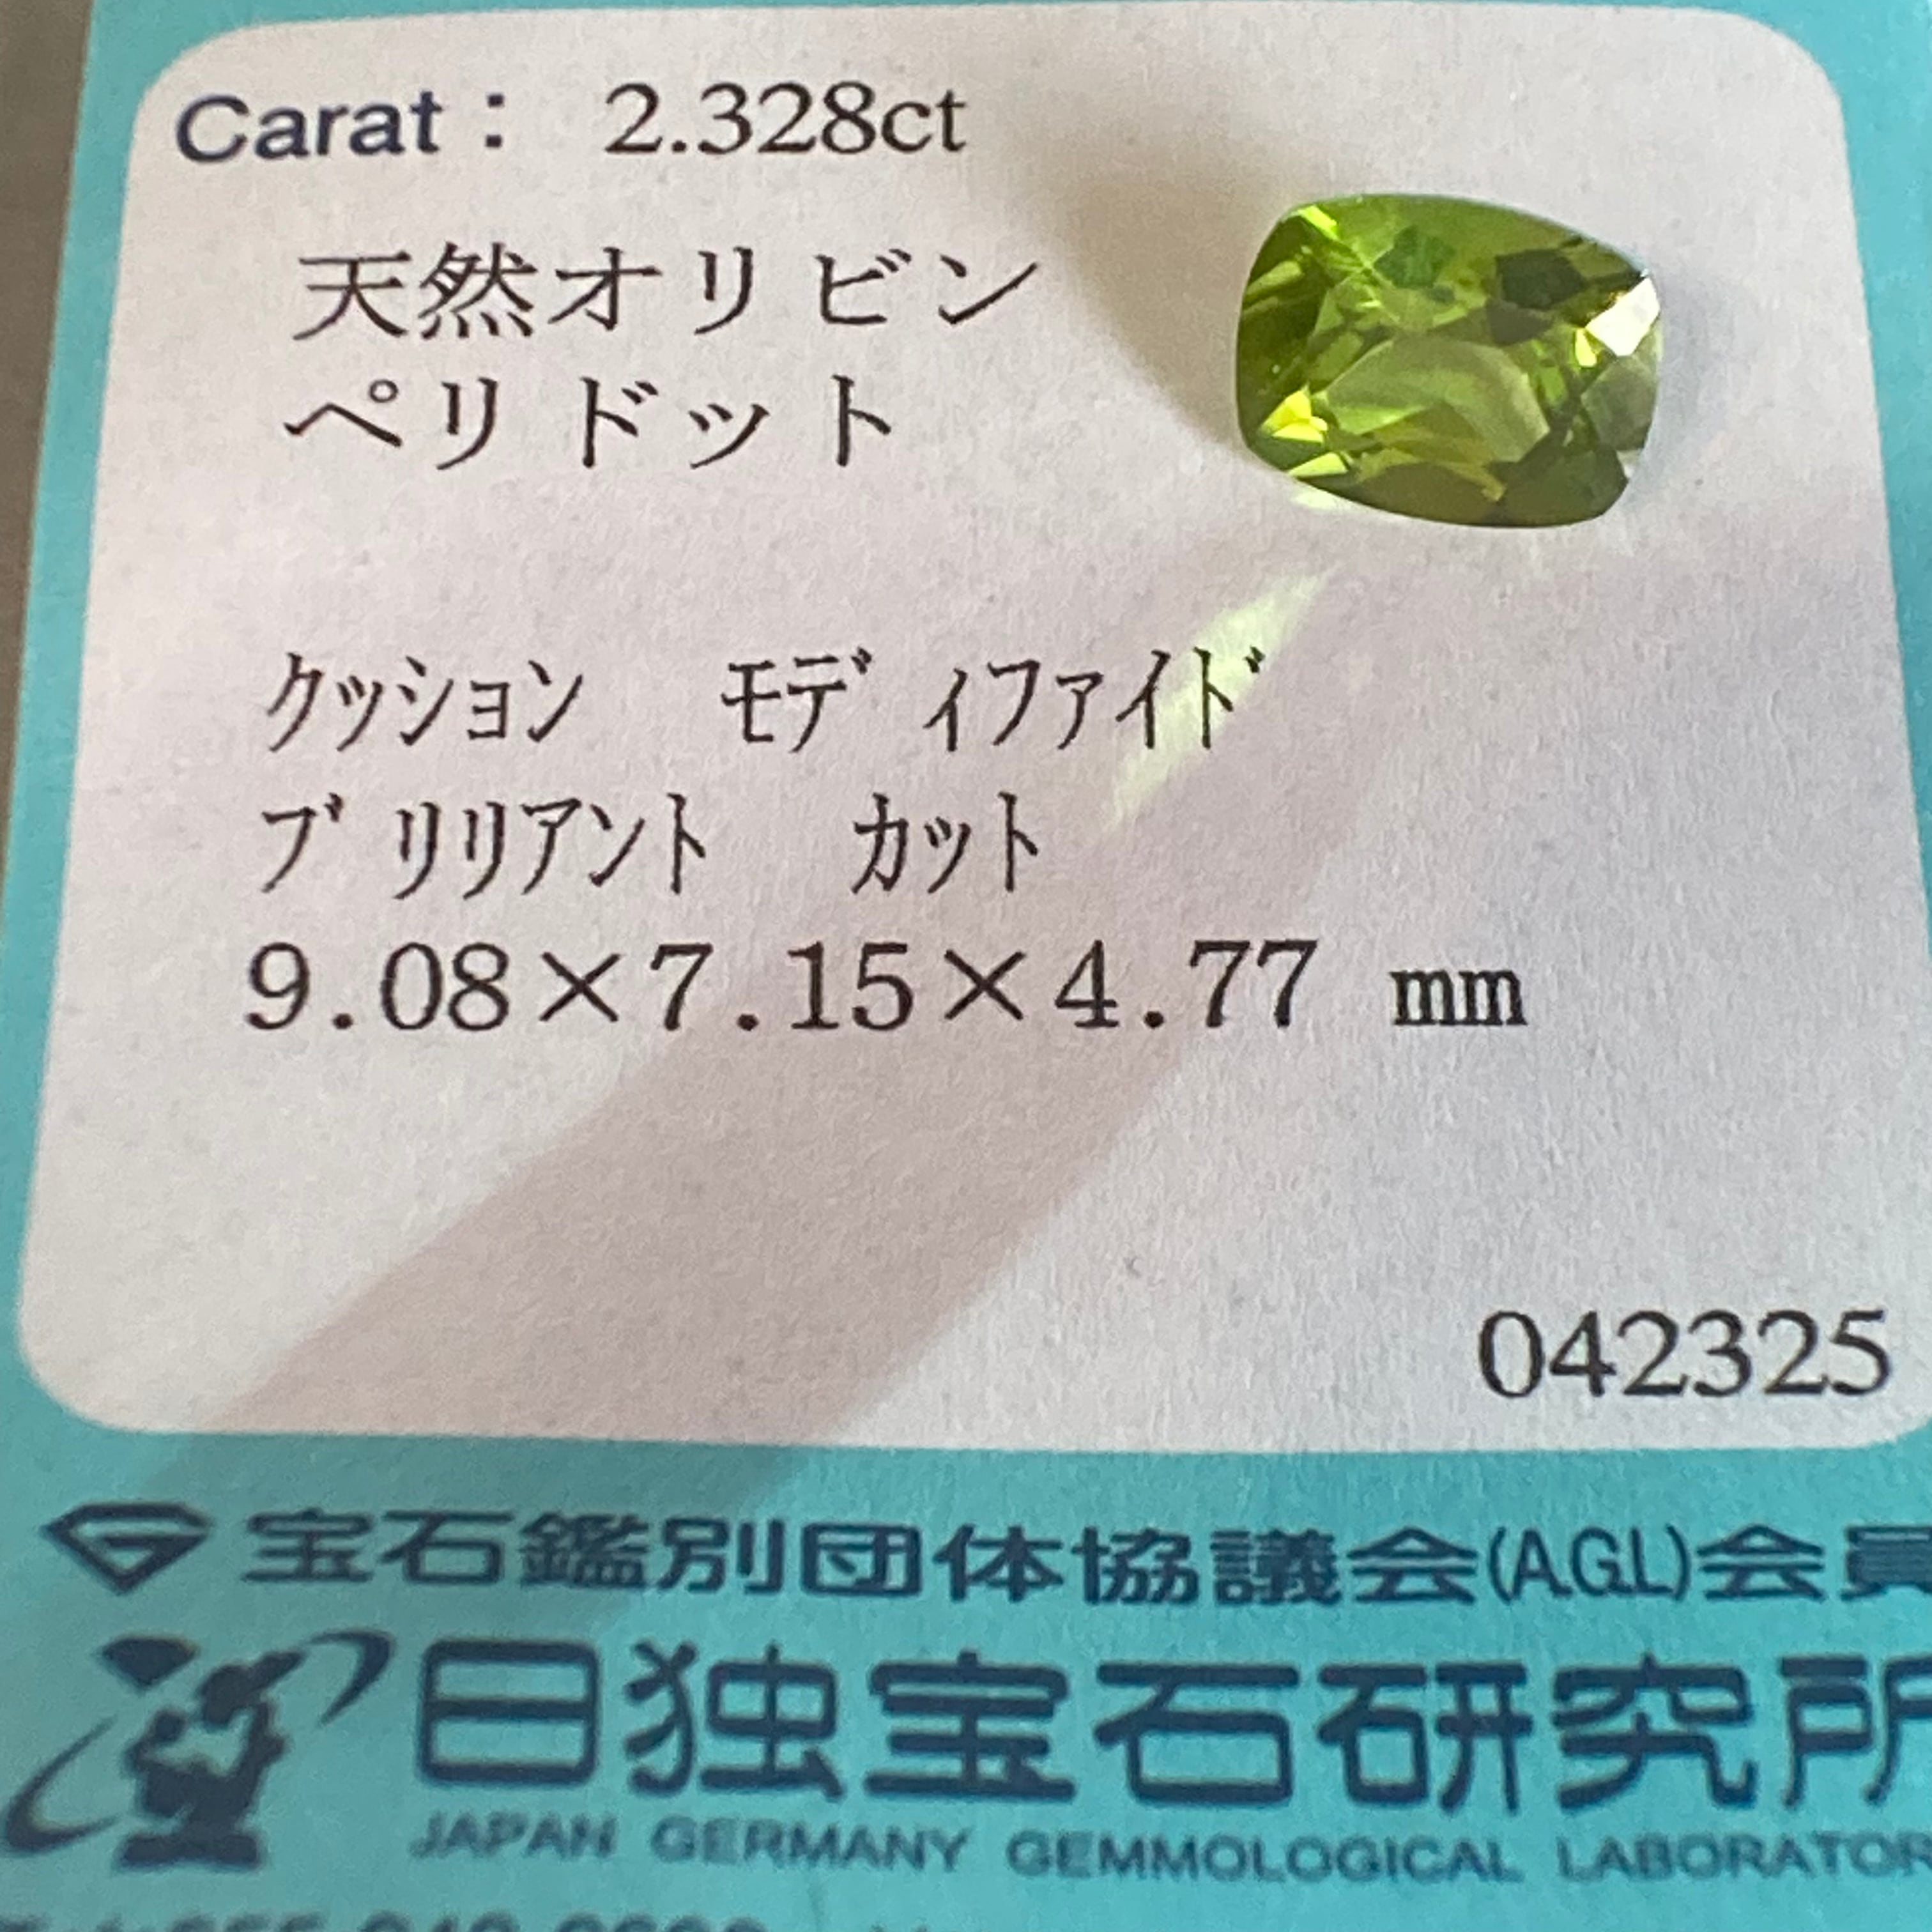 Carat： 2.328ct
天然オリビン
ペリドット
ｸｯｼｮﾝ ﾓﾃﾞｨﾌｧｲﾄﾞ
ﾌﾞﾘﾘｱﾝﾄ ｶｯﾄ
9.08×7.15×4.77 mm
042325
宝石鑑別団体協議会(AGL)会員
日独宝石研究所
JAPAN GERMANY GEMMOLOGICAL LABORATOR